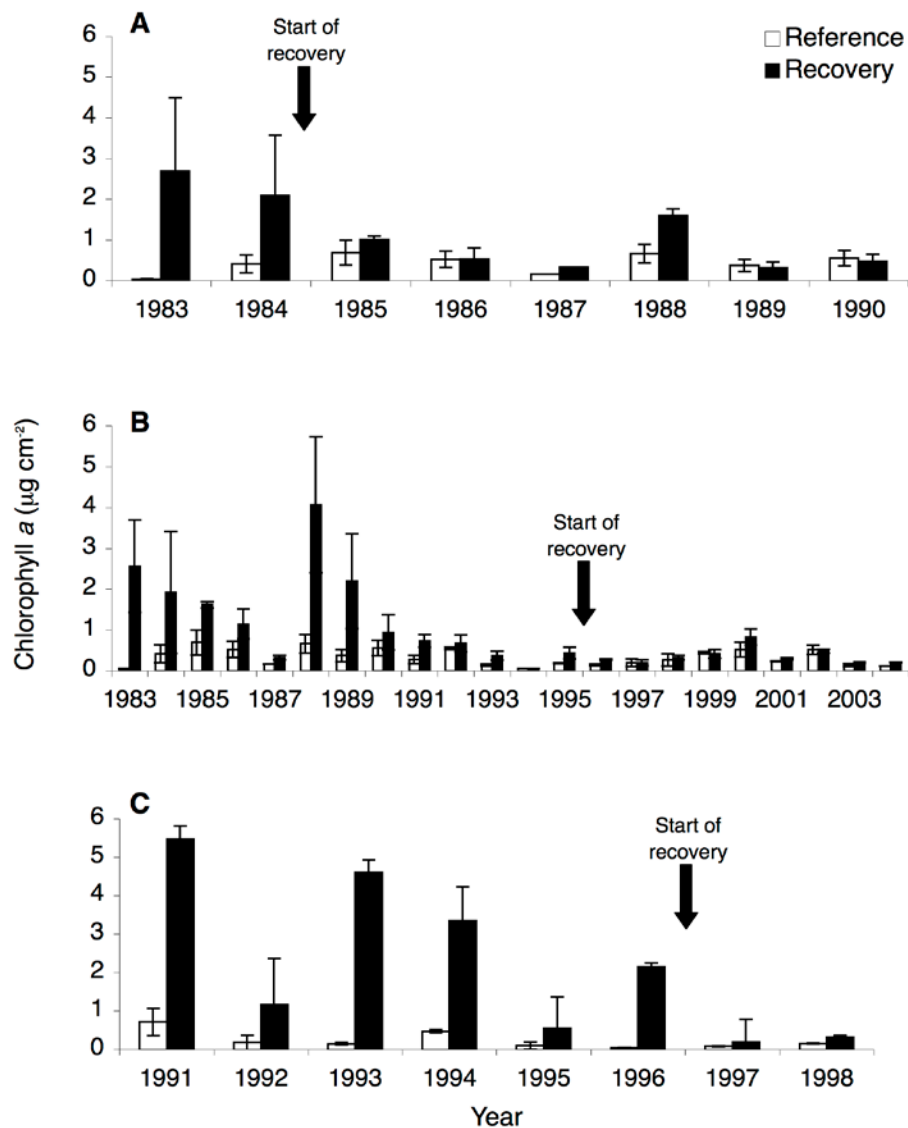 A
Start of
recovery
Reference
Recovery
6
5
4
3
2
1
0
1983 1984 1985 1986 1987 1988 1989 1990
Chlorophyll a (μg cm⁻²)
B
Start of
recovery
6
5
4
3
2
1
0
1983 1985 1987 1989 1991 1993 1995 1997 1999 2001 2003
C
Start of
recovery
6
5
4
3
2
1
0
1991 1992 1993 1994 1995 1996 1997 1998
Year